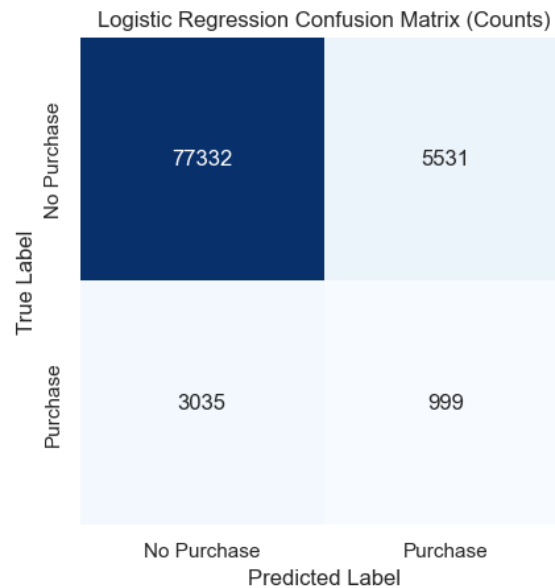 Logistic Regression Confusion Matrix (Counts)
True Label
No Purchase
77332 5531
Purchase
3035 999
No Purchase Purchase
Predicted Label